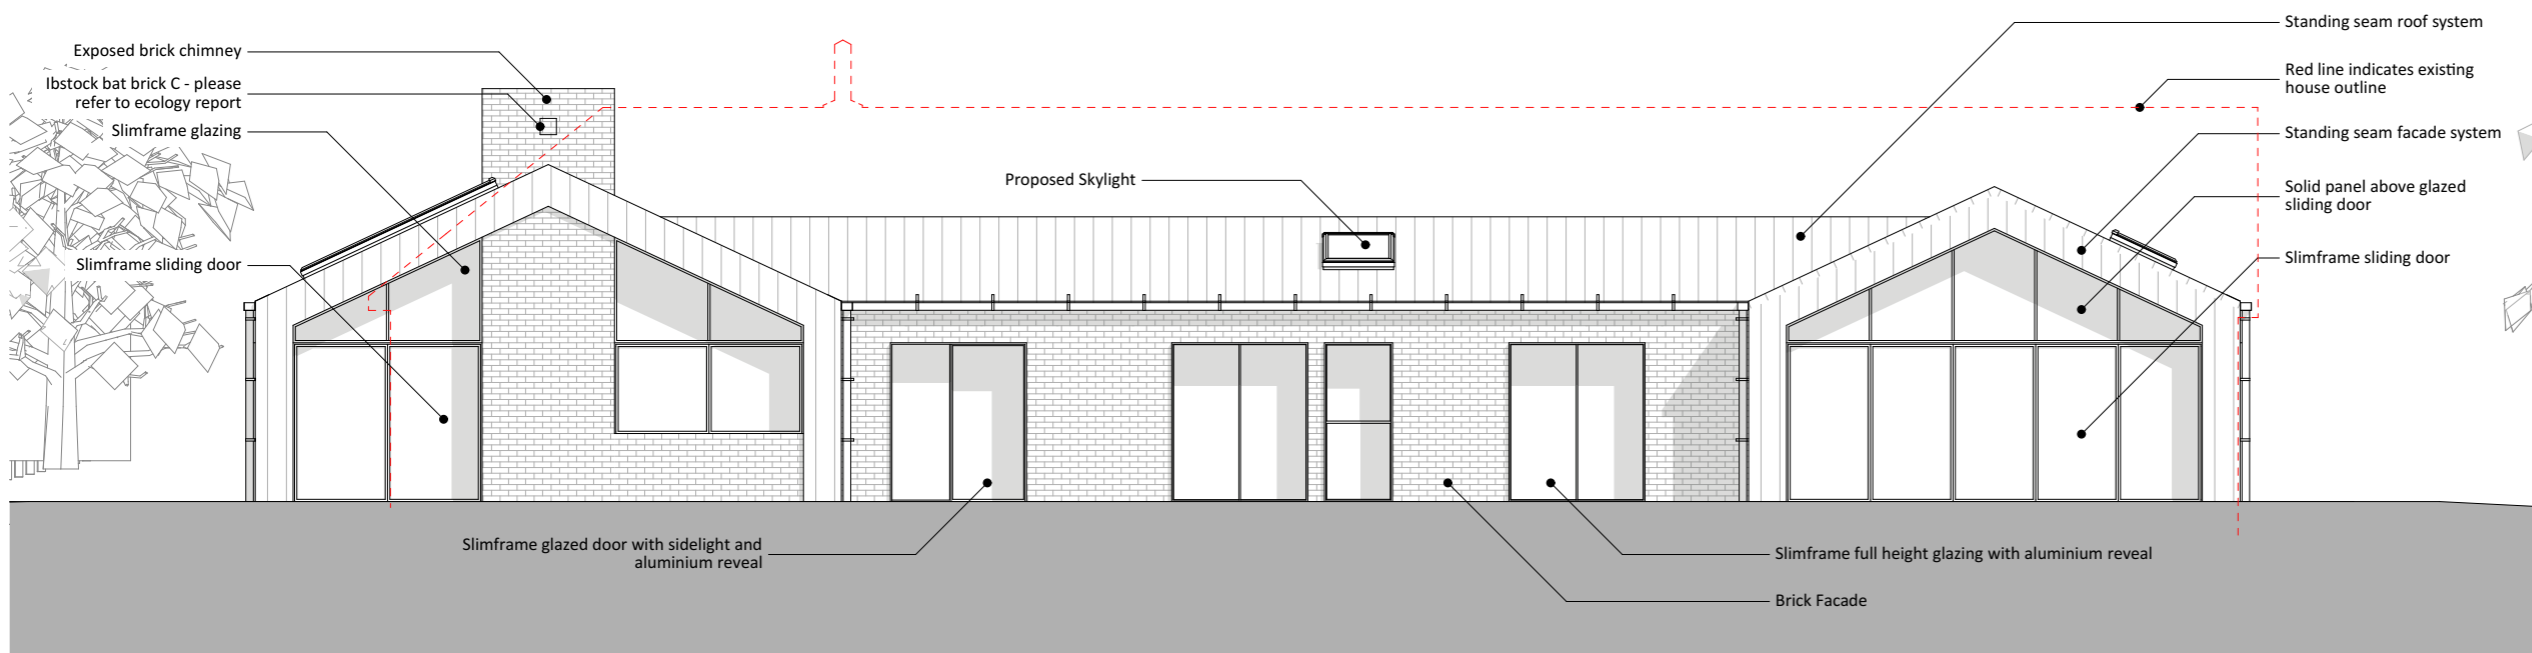 Exposed brick chimney
Ibstock bat brick C - please
refer to ecology report
Slimframe glazing
Slimframe sliding door
Proposed Skylight
Standing seam roof system
Red line indicates existing
house outline
Standing seam facade system
Solid panel above glazed
sliding door
Slimframe sliding door
Slimframe glazed door with sidelight and
aluminium reveal
Slimframe full height glazing with aluminium reveal
Brick Facade